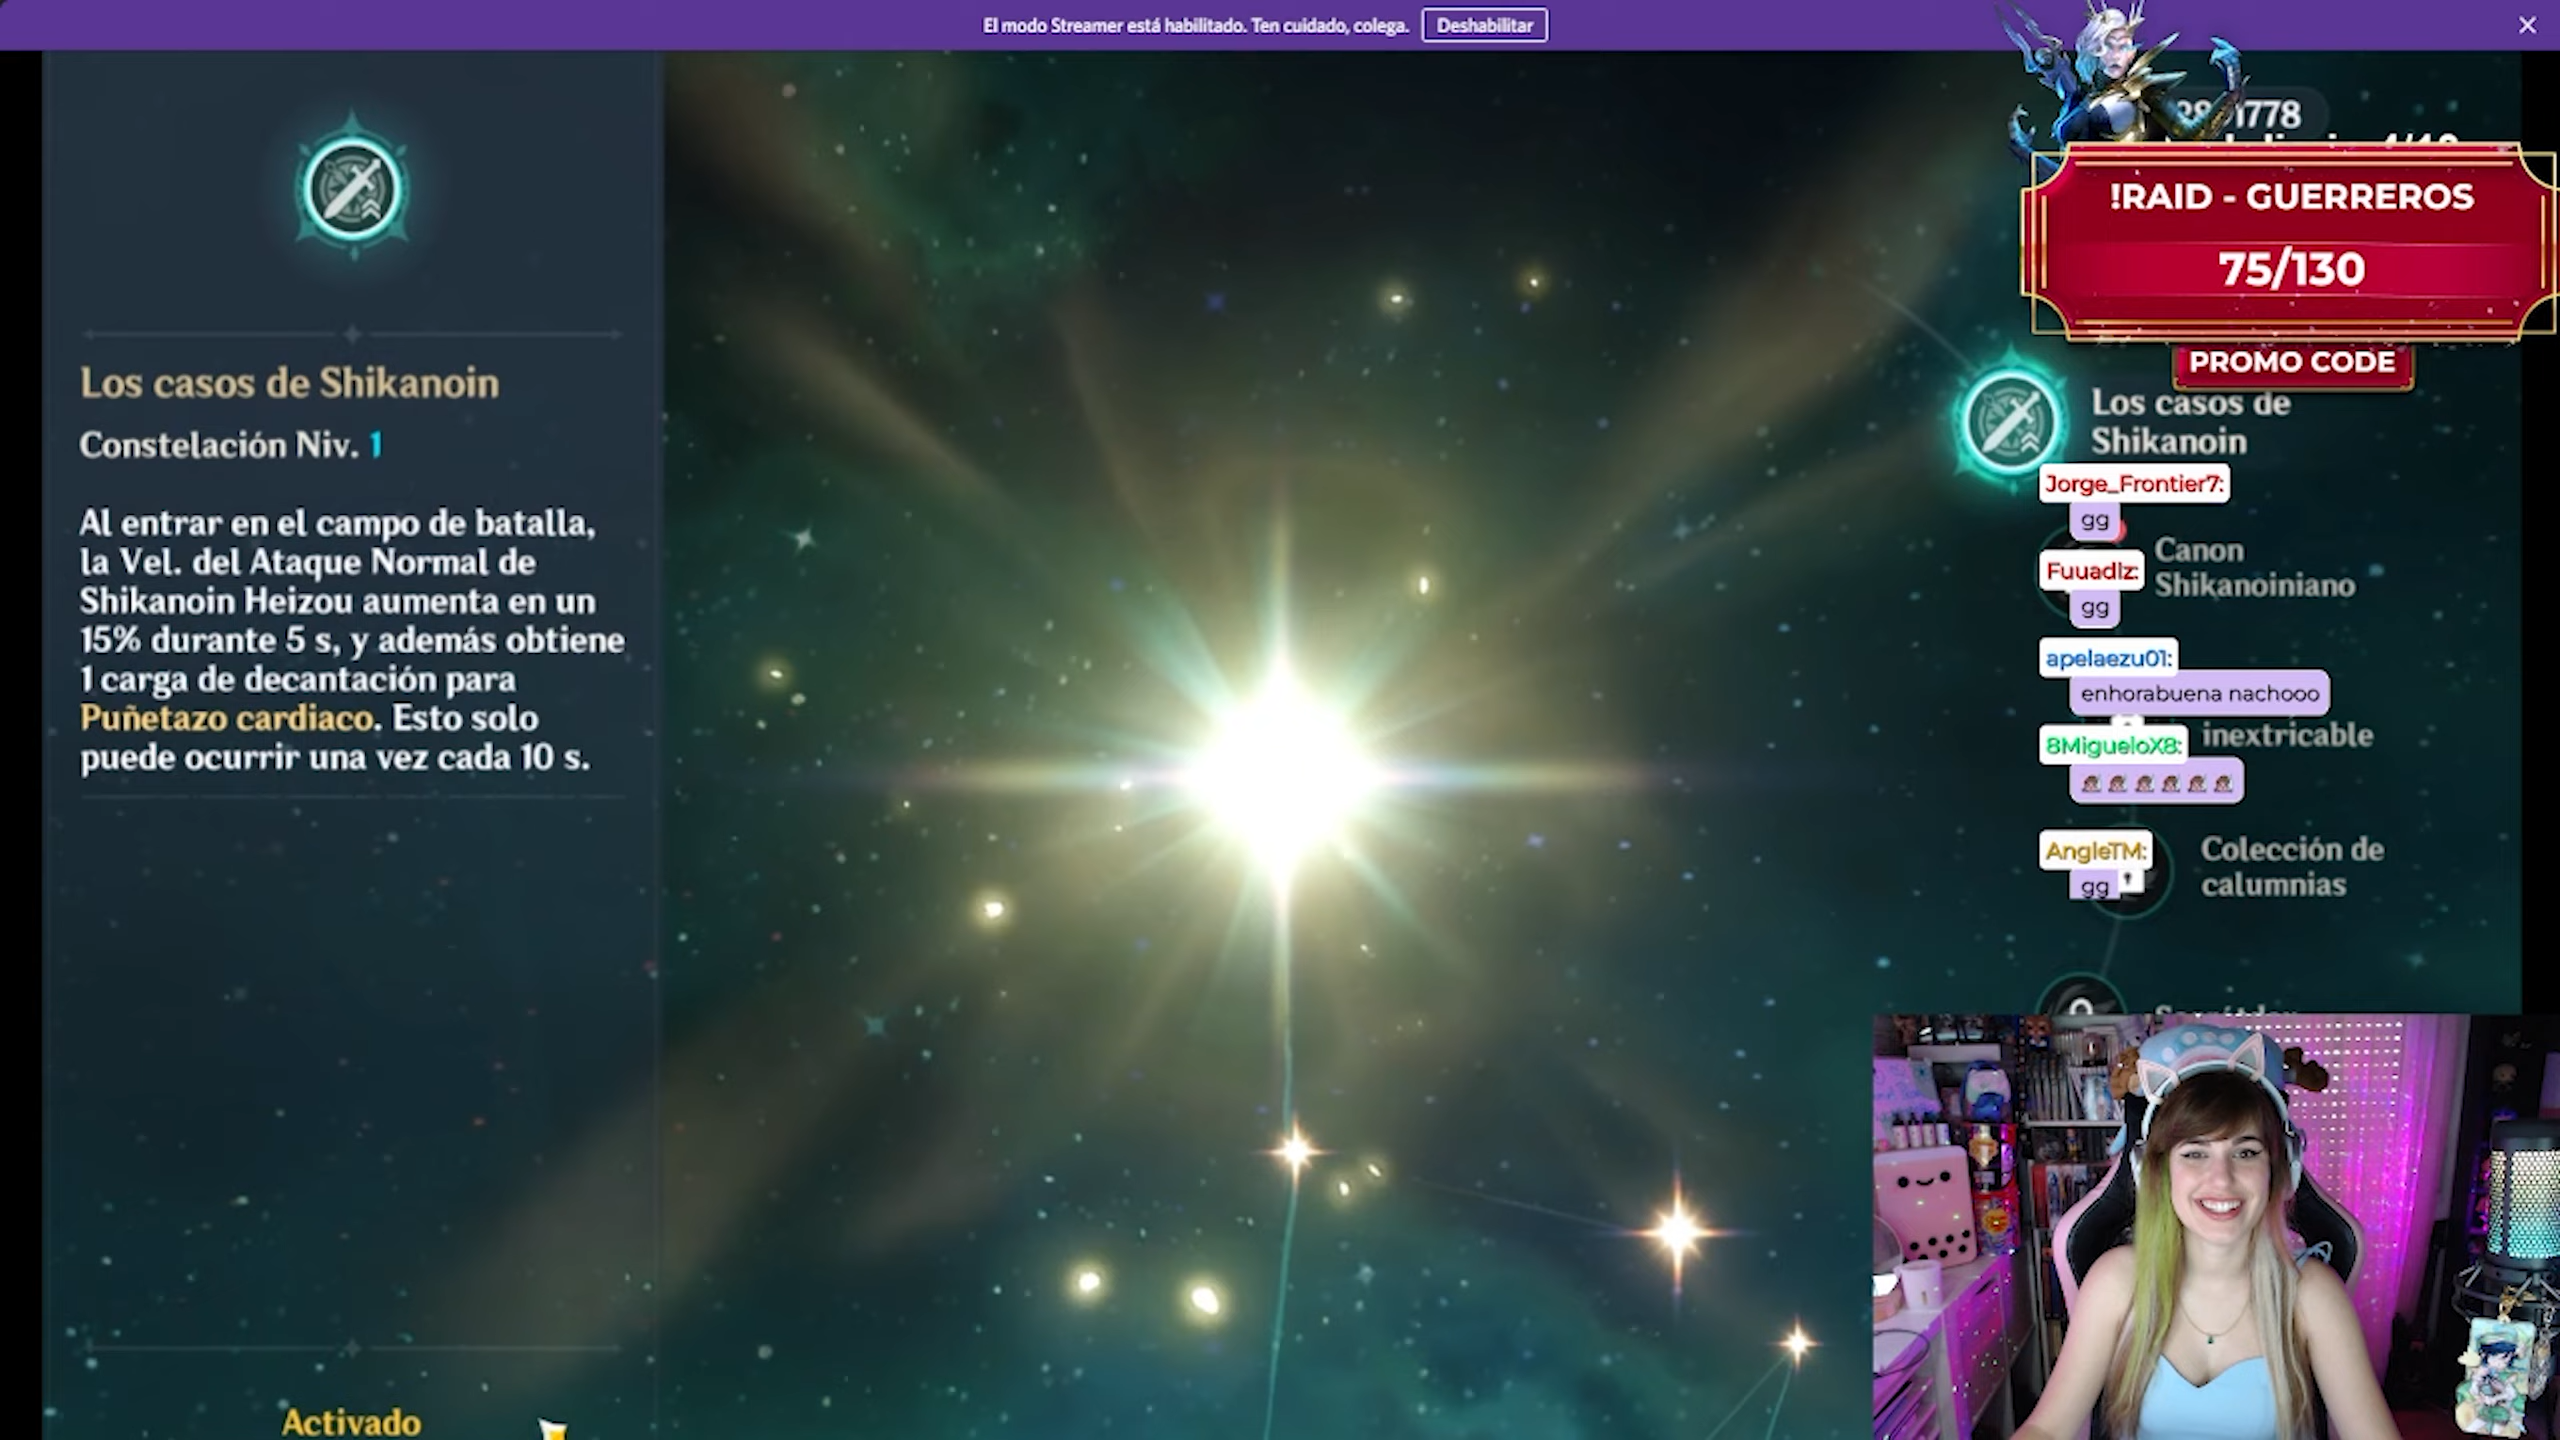 El modo Streamer está habilitado. Ten cuidado, colega.
Deshabilitar
Los casos de Shikanoin
Constelación Niv. 1
Al entrar en el campo de batalla,
la Vel. del Ataque Normal de
Shikanoin Heizou aumenta en un
15% durante 5 s, y además obtiene
1 carga de decantación para
Puñetazo cardiaco. Esto solo
puede ocurrir una vez cada 10 s.
Activado
1778
!RAID - GUERREROS
75/130
PROMO CODE
Los casos de
Shikanoin
Jorge_Frontier7:
gg
Canon
Shikanoiniano
Fuuadlz:
gg
apelaezu01:
enhorabuena nachooo
inextricable
8MigueloX8:
Colección de
calumnias
AngleTM:
gg